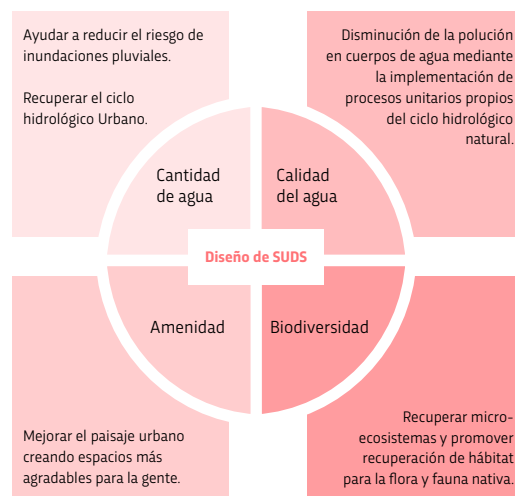 Ayudar a reducir el riesgo de
inundaciones pluviales.
Recuperar el ciclo
hidrológico Urbano.
Disminución de la polución
en cuerpos de agua mediante
la implementación de
procesos unitarios propios
del ciclo hidrológico
natural.
Cantidad
de agua
Calidad
del agua
Diseño de SUDS
Amenidad
Biodiversidad
Mejorar el paisaje urbano
creando espacios más
agradables para la gente.
Recuperar micro-
ecosistemas y promover
recuperación de hábitat
para la flora y fauna nativa.